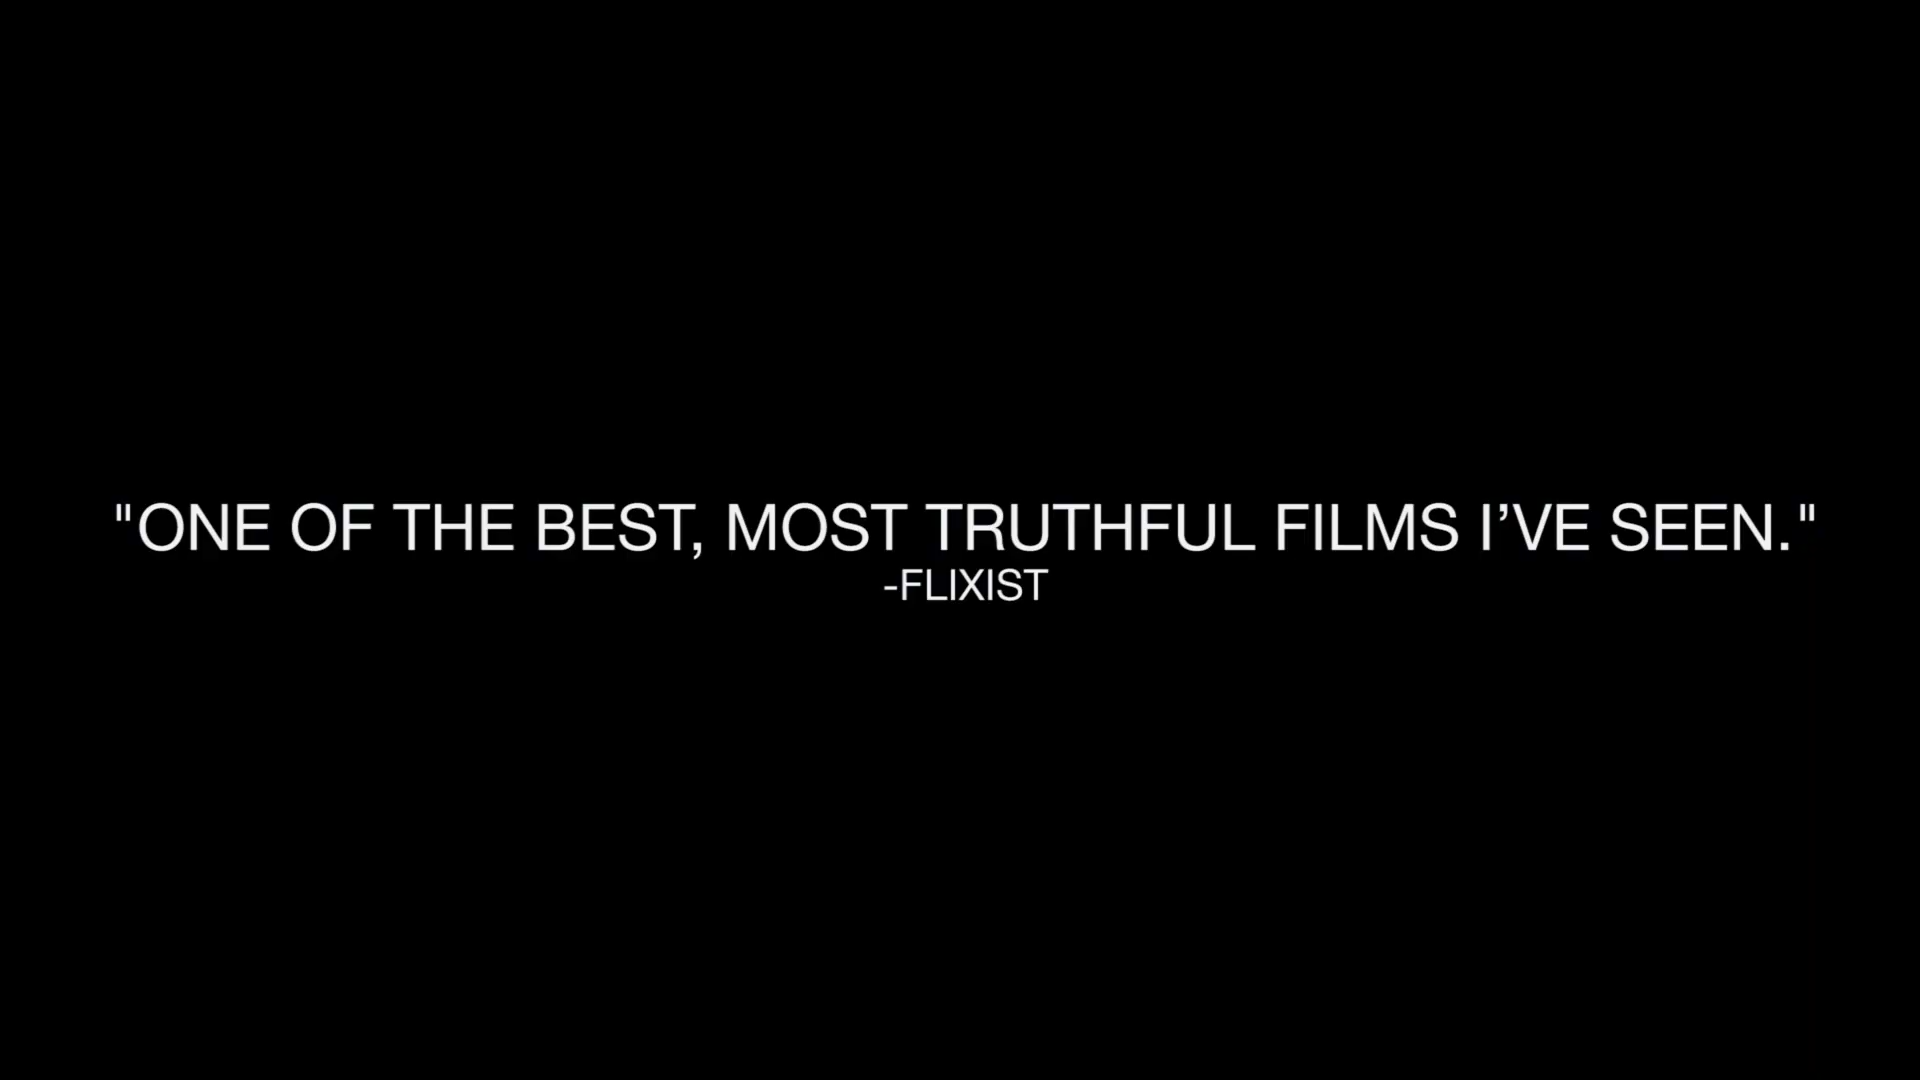 "ONE OF THE BEST, MOST TRUTHFUL FILMS I’VE SEEN."
-FLIXIST